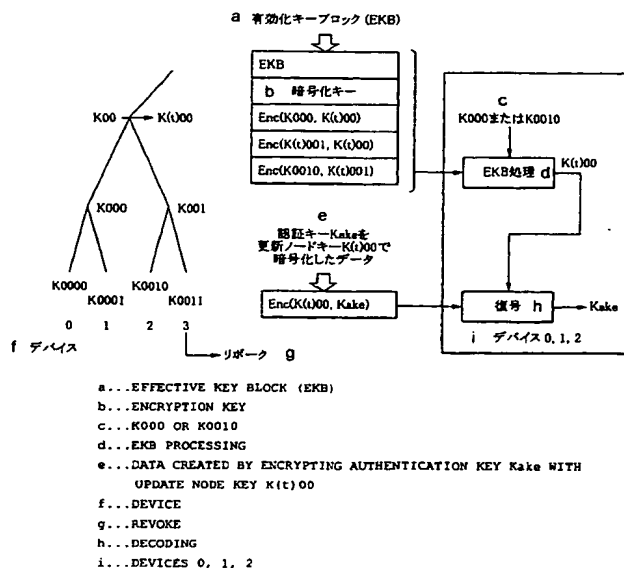 a 有効化キーブロック(EKB)
EKB
b 暗号化キー
Enc(K000, K(t)00)
Enc(K(t)001, K(t)00)
Enc(K0010, K(t)001)
K00
K(t)00
K000
K001
K0000
K0001
K0010
K0011
0 1 2 3
f デバイス
リボーク g
c
K000またはK0010
EKB処理 d
K(t)00
e
認証キーKakeを
更新ノードキーK(t)00で
暗号化したデータ
Enc(K(t)00, Kake)
復号 h
Kake
i デバイス 0, 1, 2
a...EFFECTIVE KEY BLOCK (EKB)
b...ENCRYPTION KEY
c...K000 OR K0010
d...EKB PROCESSING
e...DATA CREATED BY ENCRYPTING AUTHENTICATION KEY Kake WITH
UPDATE NODE KEY K(t)00
f...DEVICE
g...REVOKE
h...DECODING
i...DEVICES 0, 1, 2